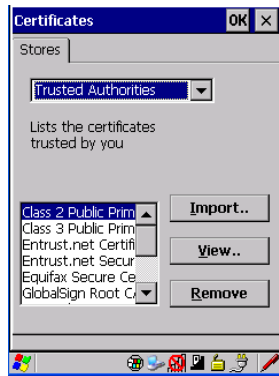 Certificates OK ×
Stores
Trusted Authorities
Lists the certificates
trusted by you
Class 2 Public Prim
Class 3 Public Prim
Entrust.net Certifi
Entrust.net Secur
Equifax Secure Ce
GlobalSign Root C
Import..
View..
Remove